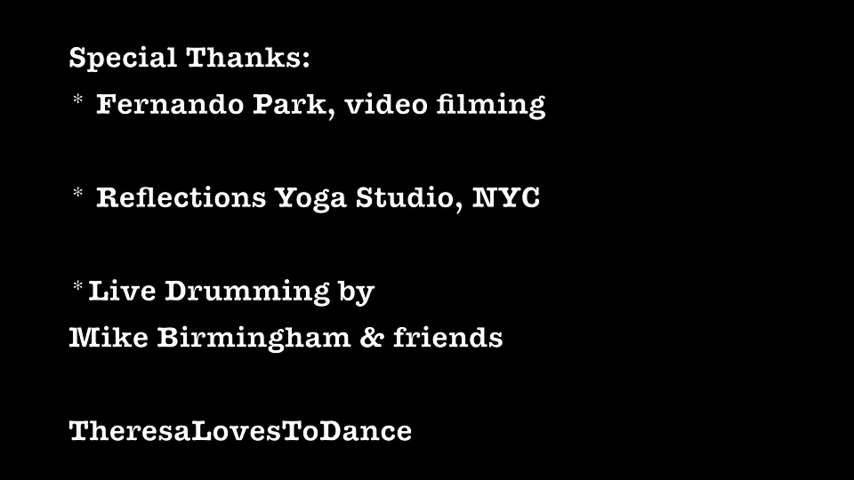 Special Thanks:
* Fernando Park, video filming
* Reflections Yoga Studio, NYC
*Live Drumming by
Mike Birmingham & friends
TheresaLovesToDance